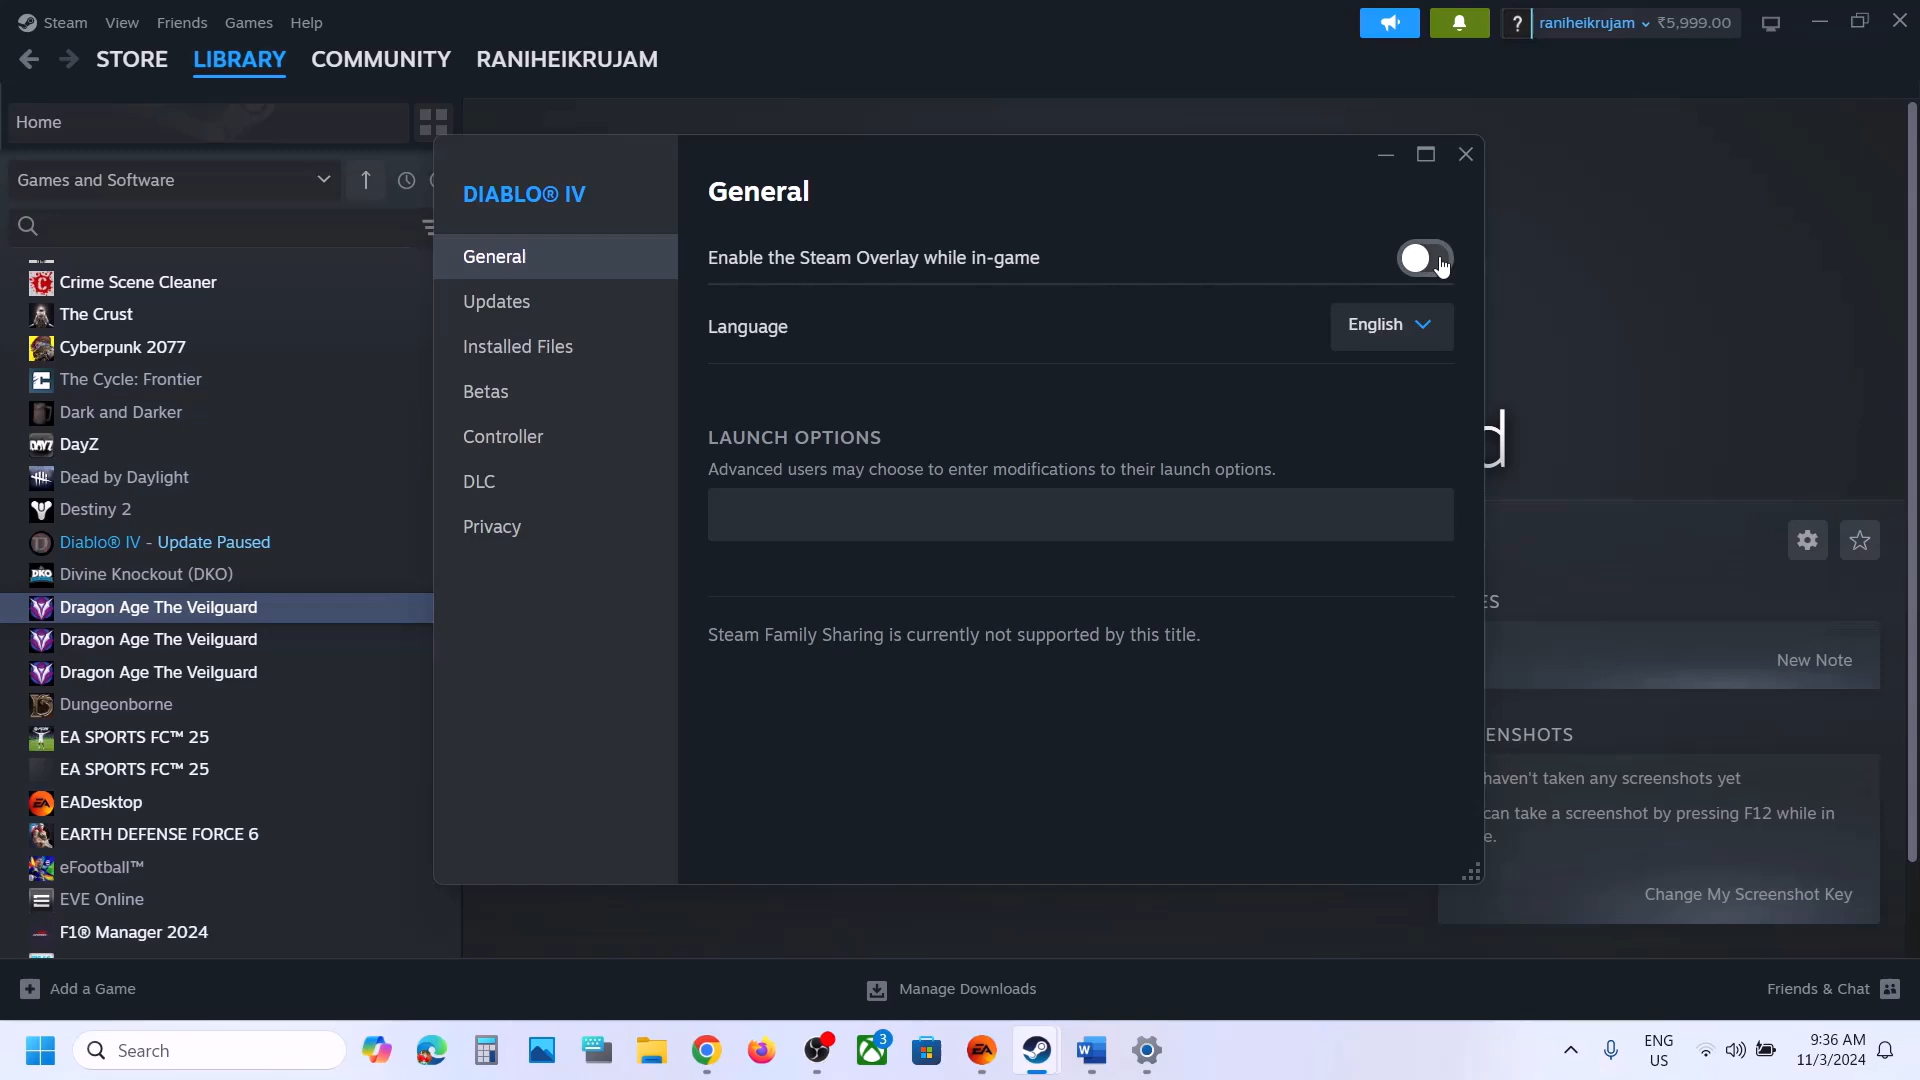 Steam View Friends Games Help
? raniheikrujam ₹5,999.00
STORE LIBRARY COMMUNITY RANIHEIKRUJAM
Home
Games and Software
Crime Scene Cleaner
The Crust
Cyberpunk 2077
The Cycle: Frontier
Dark and Darker
DayZ
Dead by Daylight
Destiny 2
Diablo® IV - Update Paused
Divine Knockout (DKO)
Dragon Age The Veilguard
Dragon Age The Veilguard
Dragon Age The Veilguard
Dungeonborne
EA SPORTS FC™ 25
EA SPORTS FC™ 25
EADesktop
EARTH DEFENSE FORCE 6
eFootball™
EVE Online
F1® Manager 2024
DIABLO® IV
General
Updates
Installed Files
Betas
Controller
DLC
Privacy
General
Enable the Steam Overlay while in-game
Language English
LAUNCH OPTIONS
Advanced users may choose to enter modifications to their launch options.
Steam Family Sharing is currently not supported by this title.
d
ES
New Note
ENSHOTS
haven't taken any screenshots yet
can take a screenshot by pressing F12 while in
e.
Change My Screenshot Key
Add a Game
Manage Downloads
Friends & Chat
Search
3
ENG
US
9:36 AM
11/3/2024